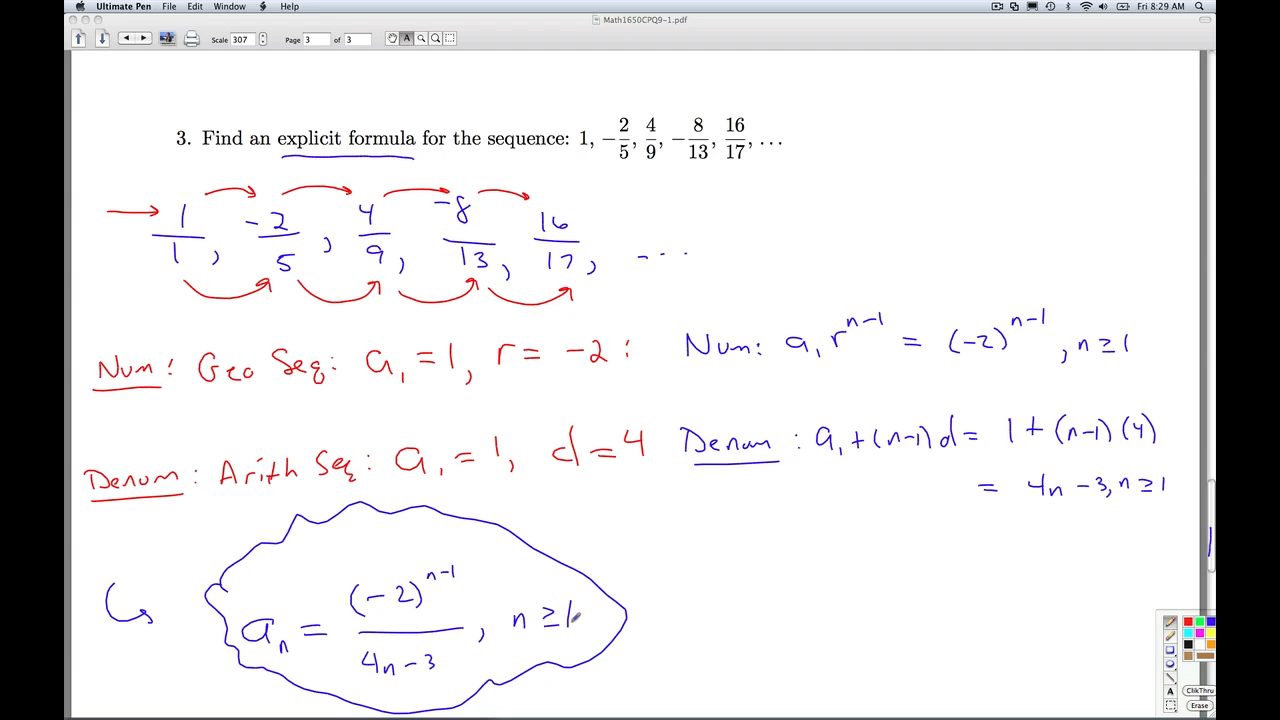 Ultimate Pen File Edit Window Help Fri 8:29 AM
Math1650CPQ9-1.pdf
Scale 307 Page 3 of 3 A
3. Find an explicit formula for the sequence: 1, −2/5, 4/9, −8/13, 16/17, …
1/1, -2/5, 4/9, -8/13, 16/17, ...
Num: Geo Seq: a₁ = 1, r = -2 :
Num: a₁r^(n-1) = (-2)^(n-1), n ≥ 1
Denom: Arith Seq: a₁ = 1, d = 4
Denom: a₁ + (n-1)d = 1 + (n-1)(4)
= 4n - 3, n ≥ 1
aₙ = (-2)^(n-1)/(4n-3), n ≥ 1
A
ClikThru
Erase